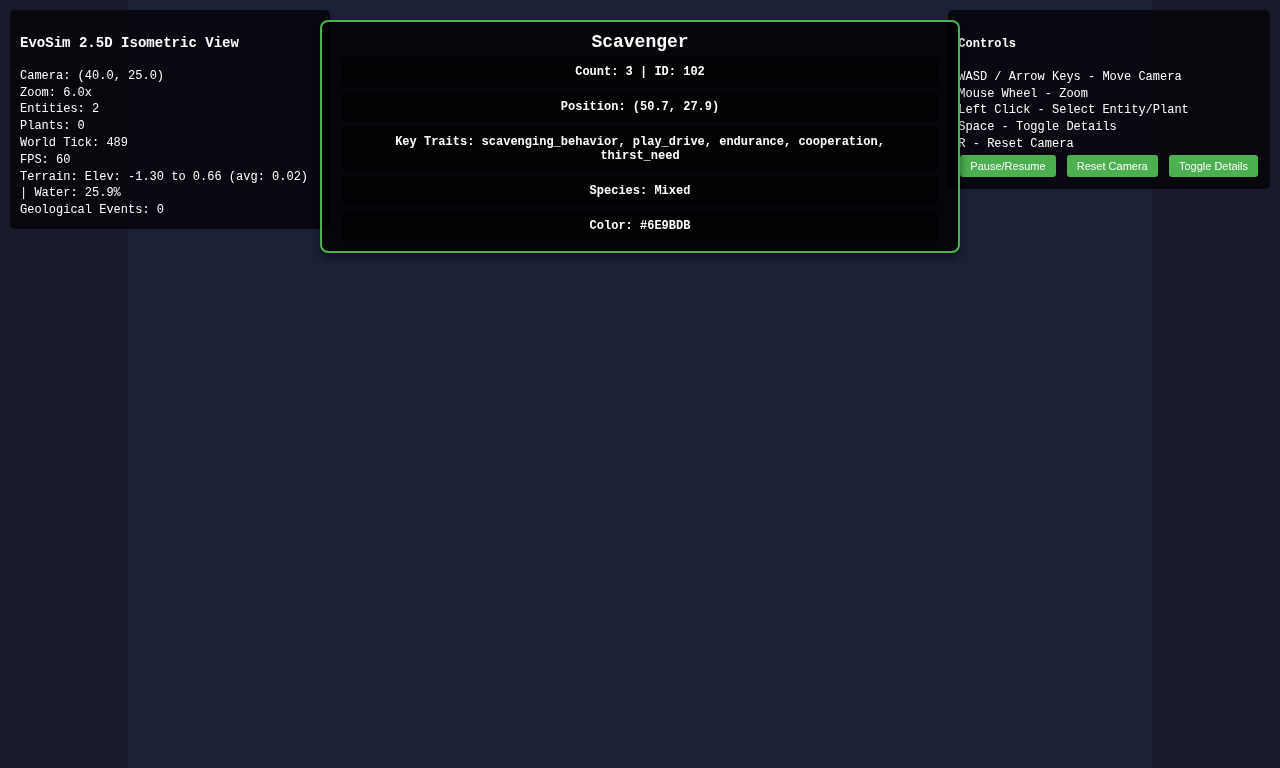 EvoSim 2.5D Isometric View
Camera: (40.0, 25.0)
Zoom: 6.0x
Entities: 2
Plants: 0
World Tick: 489
FPS: 60
Terrain: Elev: -1.30 to 0.66 (avg: 0.02)
| Water: 25.9%
Geological Events: 0
Scavenger
Count: 3 | ID: 102
Position: (50.7, 27.9)
Key Traits: scavenging_behavior, play_drive, endurance, cooperation,
thirst_need
Species: Mixed
Color: #6E9BDB
Controls
WASD / Arrow Keys - Move Camera
Mouse Wheel - Zoom
Left Click - Select Entity/Plant
Space - Toggle Details
R - Reset Camera
Pause/Resume Reset Camera Toggle Details